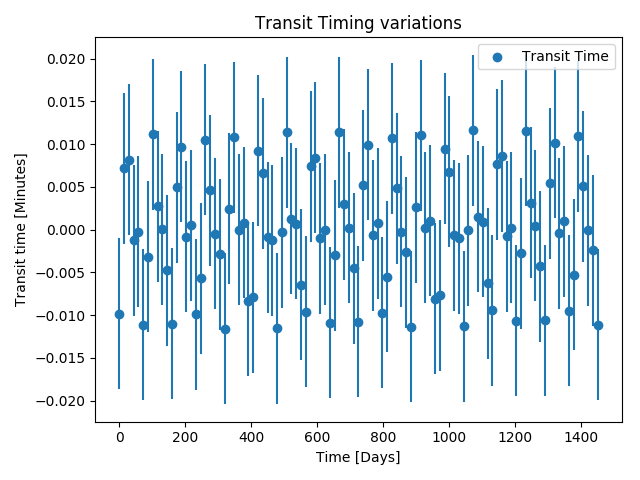 Transit Timing variations
Transit Time
0.020
0.015
0.010
0.005
0.000
−0.005
−0.010
−0.015
−0.020
Transit time [Minutes]
0 200 400 600 800 1000 1200 1400
Time [Days]